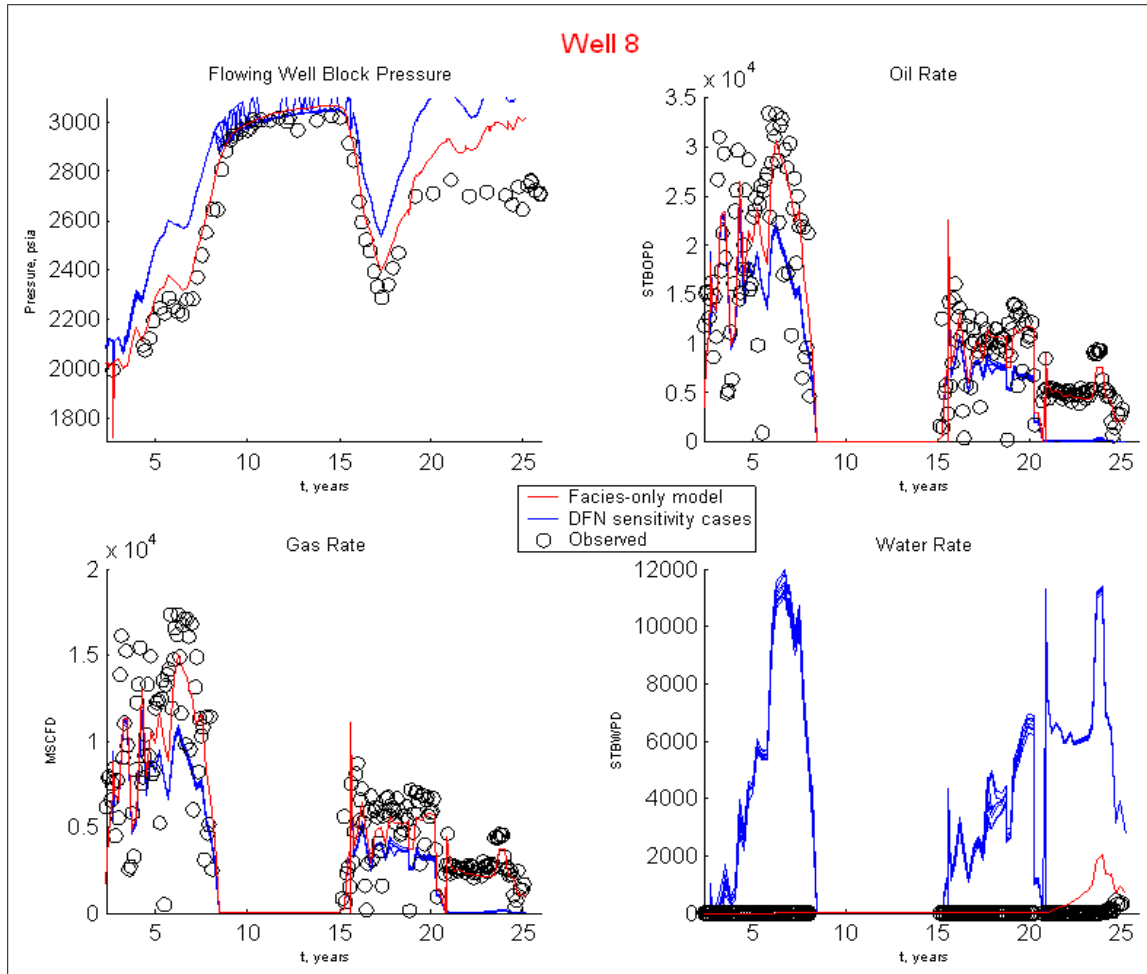 Well 8
Flowing Well Block Pressure
3000
2800
2600
2400
2200
2000
1800
Pressure, psia
5 10 15 20 25
t, years
x 10^4
Oil Rate
3.5
3
2.5
2
1.5
1
0.5
0
STBOPD
5 10 15 20 25
t, years
Facies-only model
DFN sensitivity cases
Observed
x 10^4
Gas Rate
2
1.5
1
0.5
0
MSCFD
5 10 15 20 25
t, years
Water Rate
12000
10000
8000
6000
4000
2000
0
STBWPD
5 10 15 20 25
t, years